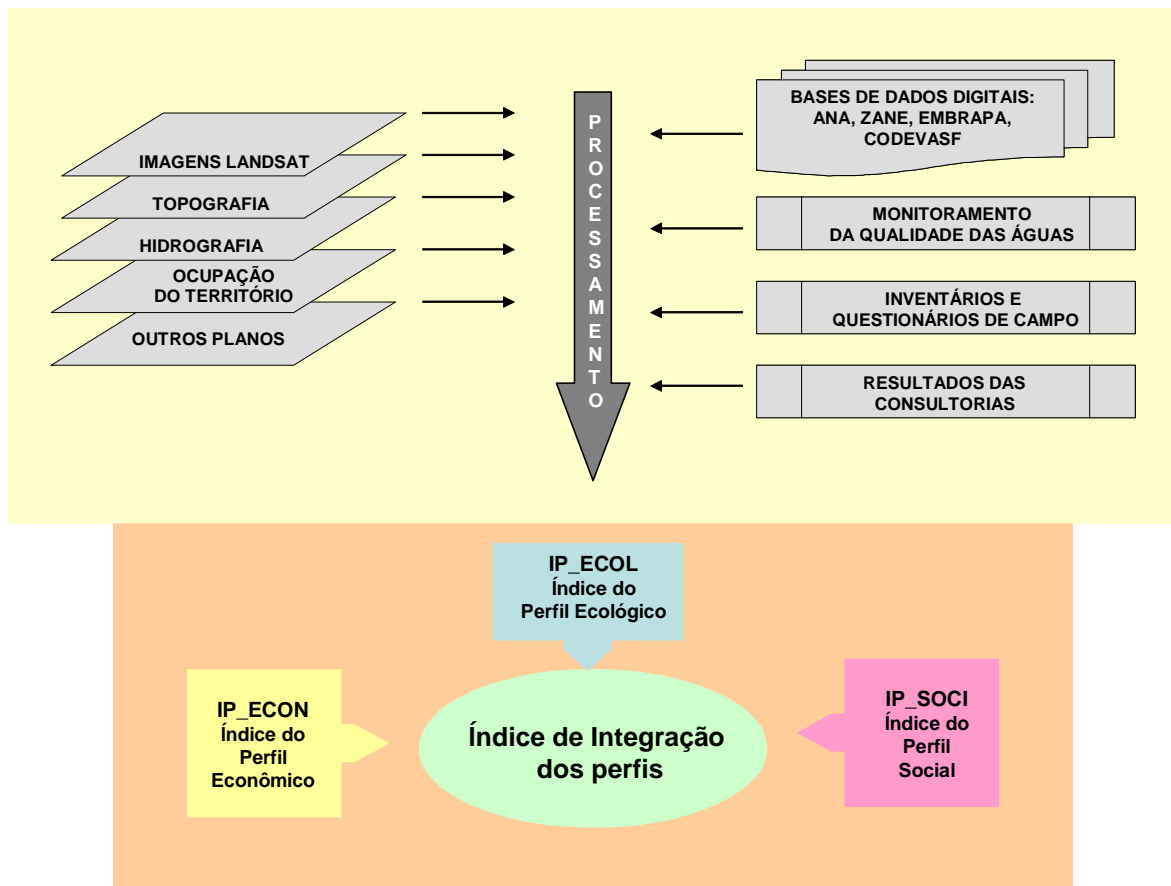 IMAGENS LANDSAT
TOPOGRAFIA
HIDROGRAFIA
OCUPAÇÃO
DO TERRITÓRIO
OUTROS PLANOS
PROCESSAMENTO
BASES DE DADOS DIGITAIS:
ANA, ZANE, EMBRAPA,
CODEVASF
MONITORAMENTO
DA QUALIDADE DAS ÁGUAS
INVENTÁRIOS E
QUESTIONÁRIOS DE CAMPO
RESULTADOS DAS
CONSULTORIAS
IP_ECOL
Índice do
Perfil Ecológico
IP_ECON
Índice do
Perfil
Econômico
Índice de Integração
dos perfis
IP_SOCI
Índice do
Perfil
Social